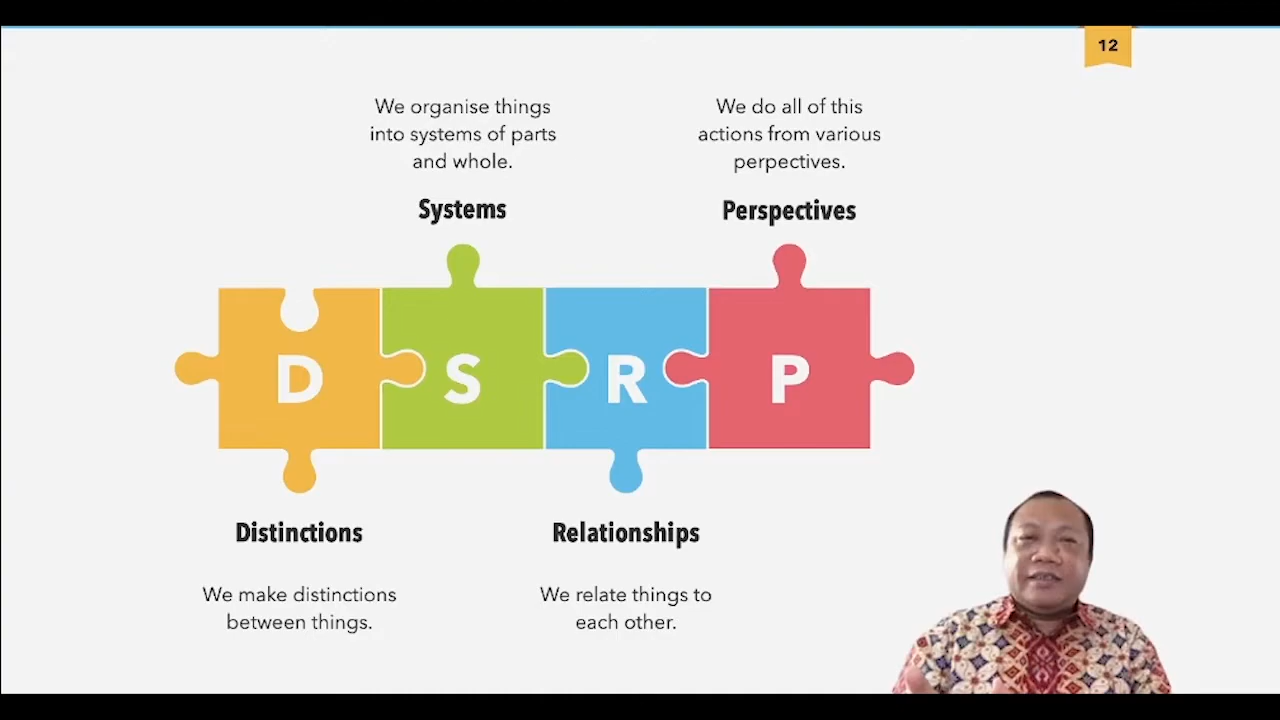 12
We organise things
into systems of parts
and whole.
Systems
We do all of this
actions from various
perpectives.
Perspectives
D
S
R
P
Distinctions
We make distinctions
between things.
Relationships
We relate things to
each other.